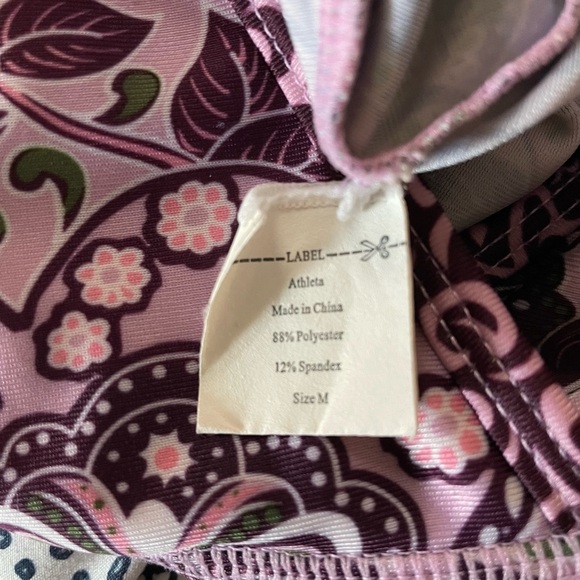 LABEL
Athleta
Made in China
88% Polyester
12% Spandex
Size M